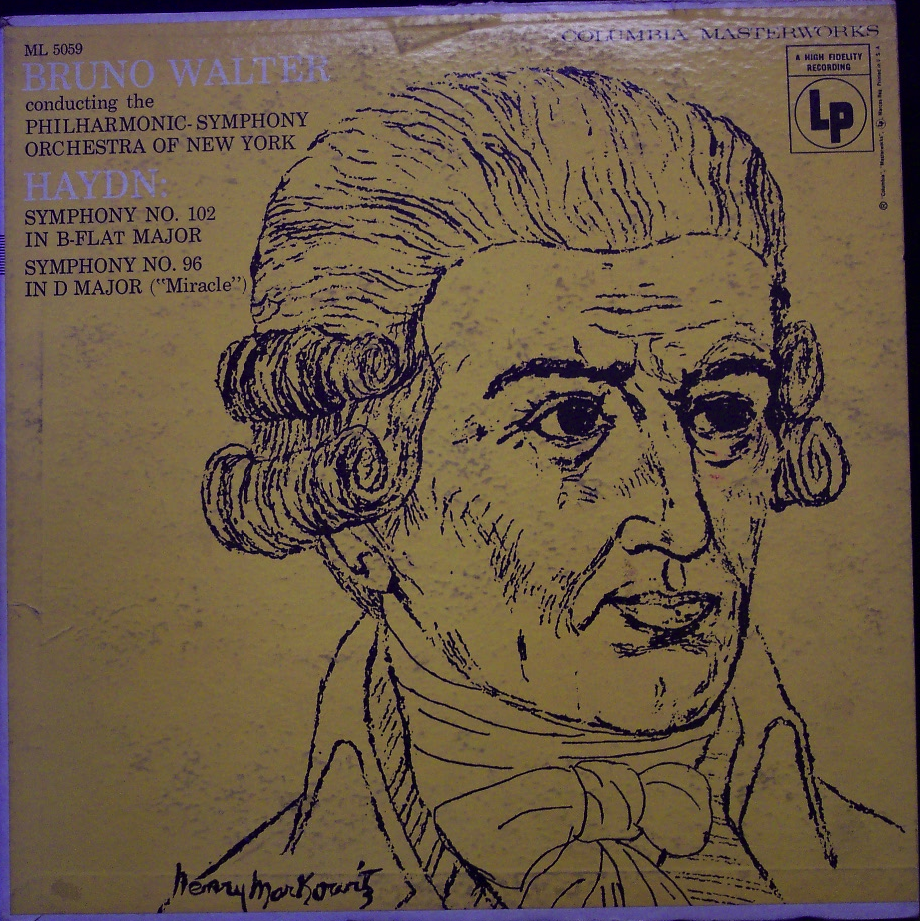 ML 5059
BRUNO WALTER
conducting the
PHILHARMONIC-SYMPHONY
ORCHESTRA OF NEW YORK
HAYDN:
SYMPHONY NO. 102
IN B-FLAT MAJOR
SYMPHONY NO. 96
IN D MAJOR ("Miracle")
COLUMBIA MASTERWORKS
A HIGH FIDELITY
RECORDING
LP
Henry Markowitz